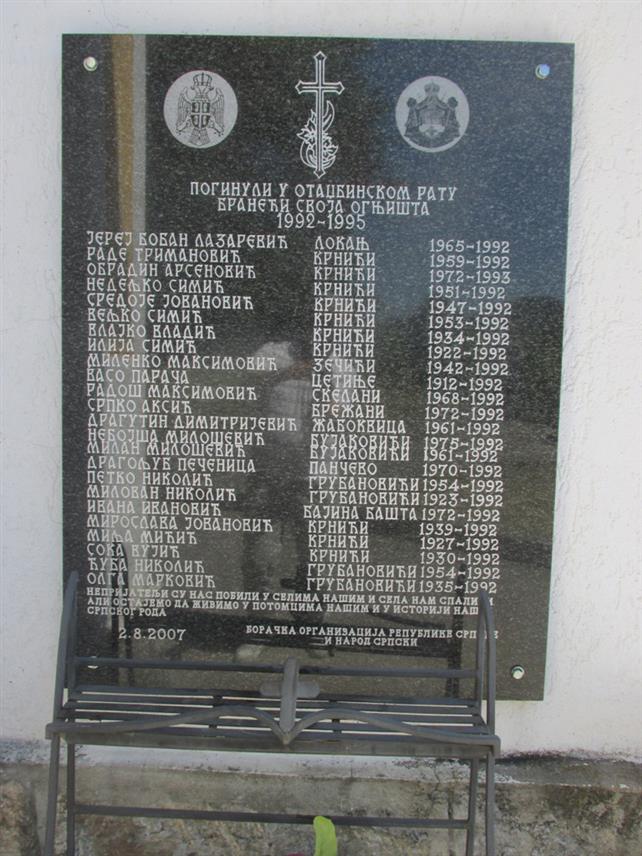 ПОГИНУЛИ У ОТАЏБИНСКОМ РАТУ
БРАНЕЋИ СВОЈА ОГЊИШТА
1992-1995
ЈЕРЕЈ БОБАН ЛАЗАРЕВИЋ ЛОКАЊ 1965-1992
РАДЕ ТРИМАНОВИЋ КРНИЋИ 1959-1992
ОБРАДИН АРСЕНОВИЋ КРНИЋИ 1972-1993
НЕДЕЉКО СИМИЋ КРНИЋИ 1951-1992
СРЕДОЈЕ ЈОВАНОВИЋ КРНИЋИ 1947-1992
ВЕЉКО СИМИЋ КРНИЋИ 1953-1992
ВЛАЈКО ВЛАДИЋ КРНИЋИ 1934-1992
ИЛИЈА СИМИЋ КРНИЋИ 1922-1992
МИЛЕНКО МАКСИМОВИЋ ЗЕЧИЋИ 1942-1992
ВАСО ПАРАЧА ЦЕТИЊЕ 1912-1992
РАДОШ МАКСИМОВИЋ СКЕЛАНИ 1968-1992
СРПКО АКСИЋ БРЕЖАНИ 1972-1992
ДРАГУТИН ДИМИТРИЈЕВИЋ ЖАБОКВИЦА 1961-1992
НЕБОЈША МИЛОШЕВИЋ БУЈАКОВИЋИ 1975-1992
МИЛАН МИЛОШЕВИЋ БУЈАКОВИЋИ 1961-1992
ДРАГОЉУБ ПЕЧЕНИЦА ПАНЧЕВО 1970-1992
ПЕТКО НИКОЛИЋ ГРУБАНОВИЋИ 1954-1992
МИЛОВАН НИКОЛИЋ ГРУБАНОВИЋИ 1923-1992
ИВАНА ИВАНОВИЋ БАЈИНА БАШТА 1972-1992
МИРОСЛАВА ЈОВАНОВИЋ КРНИЋИ 1939-1992
МИЉА МИЋИЋ КРНИЋИ 1927-1992
СОКА ВУЈИЋ КРНИЋИ 1930-1992
ЋУБА НИКОЛИЋ ГРУБАНОВИЋИ 1954-1992
ОЛГА МАРКОВИЋ ГРУБАНОВИЋИ 1935-1992
НЕПРИЈАТЕЉИ СУ НАС ПОБИЛИ У СЕЛИМА НАШИМ И СЕЛА НАМ СПАЛИЛИ
АЛИ ОСТАЈЕМО ДА ЖИВИМО У ПОТОМЦИМА НАШИМ И У ИСТОРИЈИ
СРПСКОГ РОДА
2.8.2007 БОРАЧКА ОРГАНИЗАЦИЈА РЕПУБЛИКЕ СРПСКЕ
И НАРОД СРПСКИ